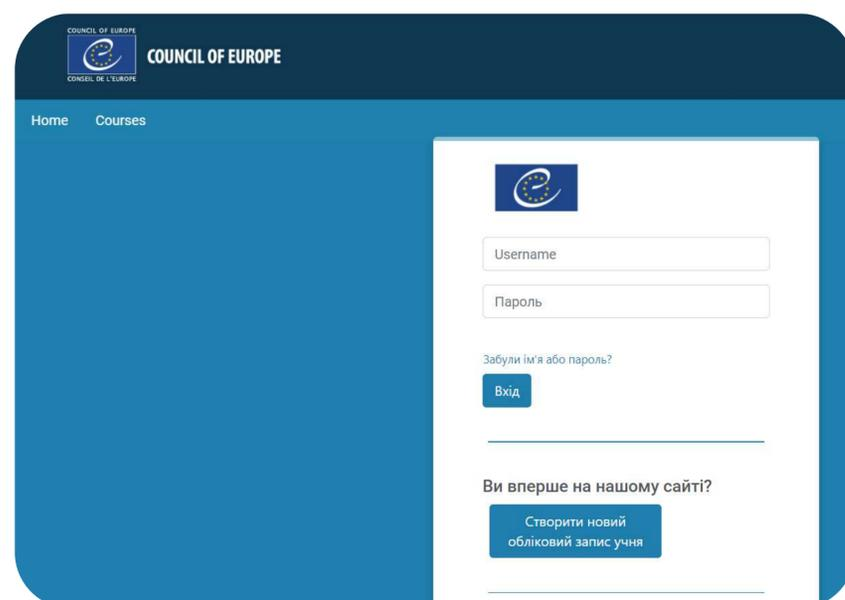 COUNCIL OF EUROPE
CONSEIL DE L'EUROPE
COUNCIL OF EUROPE
Home Courses
Username
Пароль
Забули ім'я або пароль?
Вхід
Ви вперше на нашому сайті?
Створити новий
обліковий запис учня